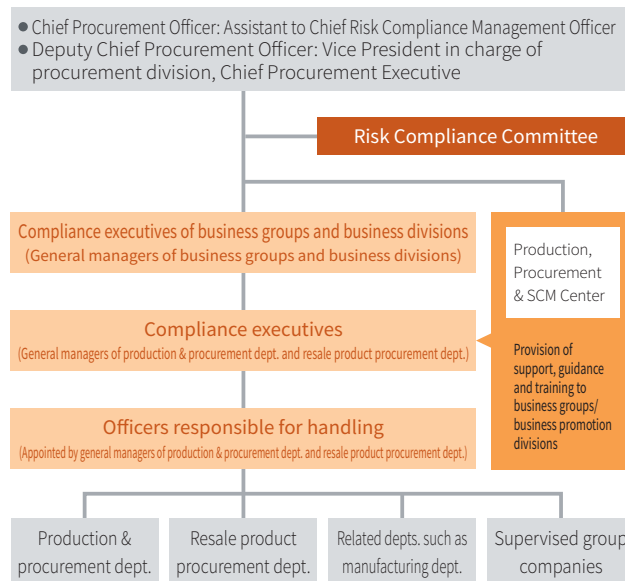 ● Chief Procurement Officer: Assistant to Chief Risk Compliance Management Officer
● Deputy Chief Procurement Officer: Vice President in charge of
procurement division, Chief Procurement Executive
Risk Compliance Committee
Compliance executives of business groups and business divisions
(General managers of business groups and business divisions)
Production,
Procurement
& SCM Center
Compliance executives
(General managers of production & procurement dept. and resale product procurement dept.)
Provision of
support, guidance
and training to
business groups/
business promotion
divisions
Officers responsible for handling
(Appointed by general managers of production & procurement dept. and resale product procurement dept.)
Production &
procurement dept.
Resale product
procurement dept.
Related depts. such as
manufacturing dept.
Supervised group
companies